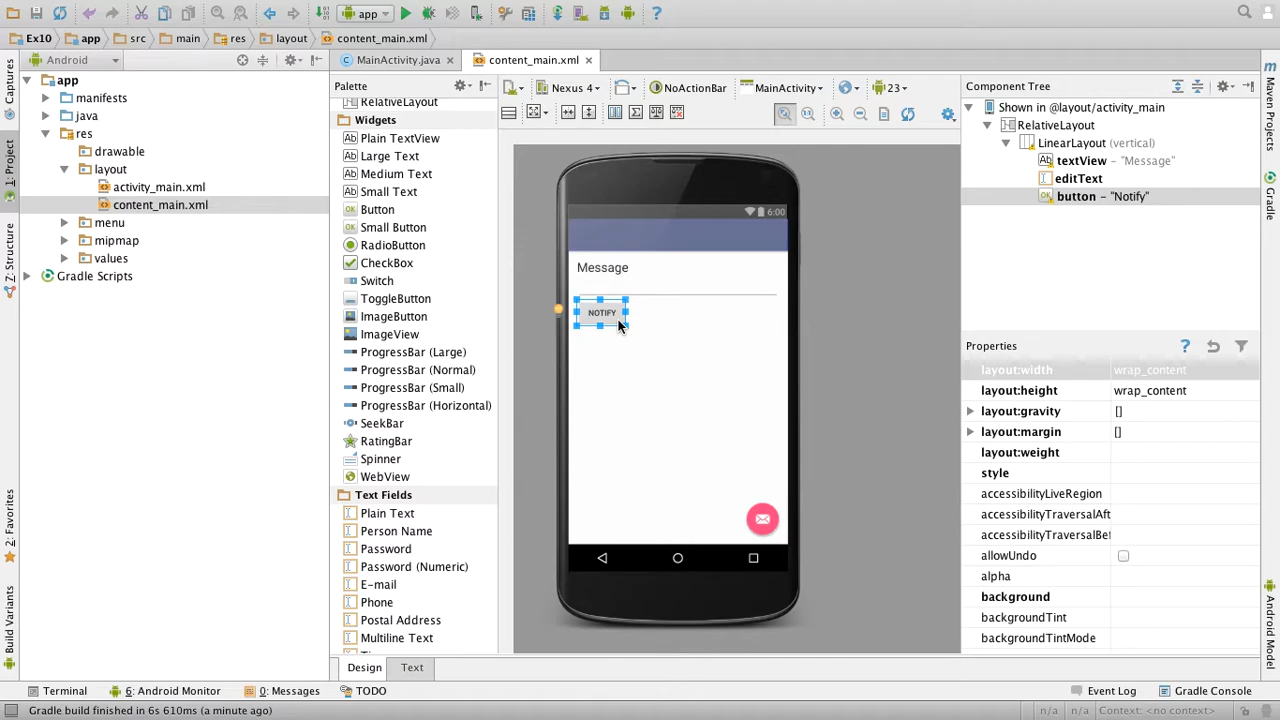 app
Ex10
app
src
main
res
layout
content_main.xml
Captures
1: Project
7: Structure
2: Favorites
Build Variants
Android
app
manifests
java
res
drawable
layout
activity_main.xml
content_main.xml
menu
mipmap
values
Gradle Scripts
MainActivity.java
content_main.xml
Palette
RelativeLayout
Widgets
Plain TextView
Large Text
Medium Text
Small Text
Button
Small Button
RadioButton
CheckBox
Switch
ToggleButton
ImageButton
ImageView
ProgressBar (Large)
ProgressBar (Normal)
ProgressBar (Small)
ProgressBar (Horizontal)
SeekBar
RatingBar
Spinner
WebView
Text Fields
Plain Text
Person Name
Password
Password (Numeric)
E-mail
Phone
Postal Address
Multiline Text
Nexus 4
NoActionBar
MainActivity
23
6:00
Message
NOTIFY
Component Tree
Shown in @layout/activity_main
RelativeLayout
LinearLayout (vertical)
textView – "Message"
editText
button – "Notify"
Properties
layout:width wrap_content
layout:height wrap_content
layout:gravity []
layout:margin []
layout:weight
style
accessibilityLiveRegion
accessibilityTraversalAft
accessibilityTraversalBef
allowUndo
alpha
background
backgroundTint
backgroundTintMode
Maven Projects
Gradle
Android Model
Design
Text
Terminal
6: Android Monitor
0: Messages
TODO
Event Log
Gradle Console
Gradle build finished in 6s 610ms (a minute ago)
n/a
n/a
Context: <no context>